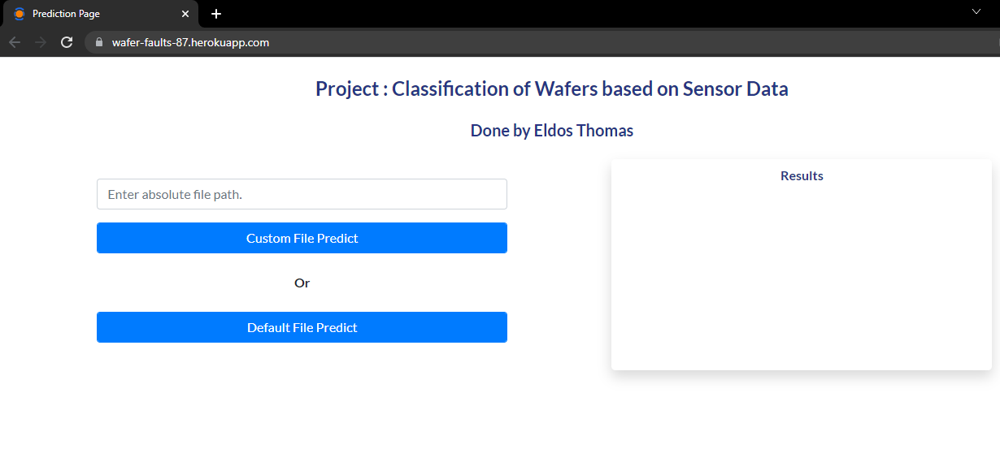 Prediction Page
wafer-faults-87.herokuapp.com
Project : Classification of Wafers based on Sensor Data
Done by Eldos Thomas
Enter absolute file path.
Custom File Predict
Or
Default File Predict
Results